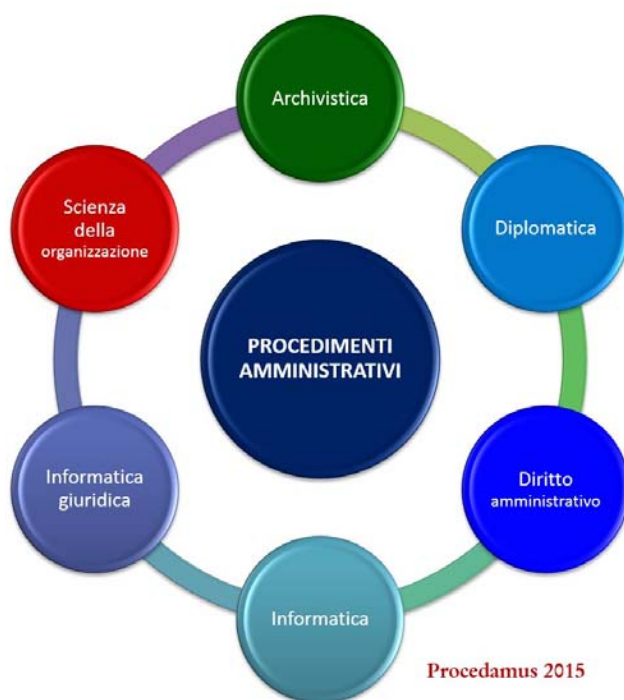 Archivistica
Scienza
della
organizzazione
Diplomatica
PROCEDIMENTI
AMMINISTRATIVI
Informatica
giuridica
Diritto
amministrativo
Informatica
Procedamus 2015